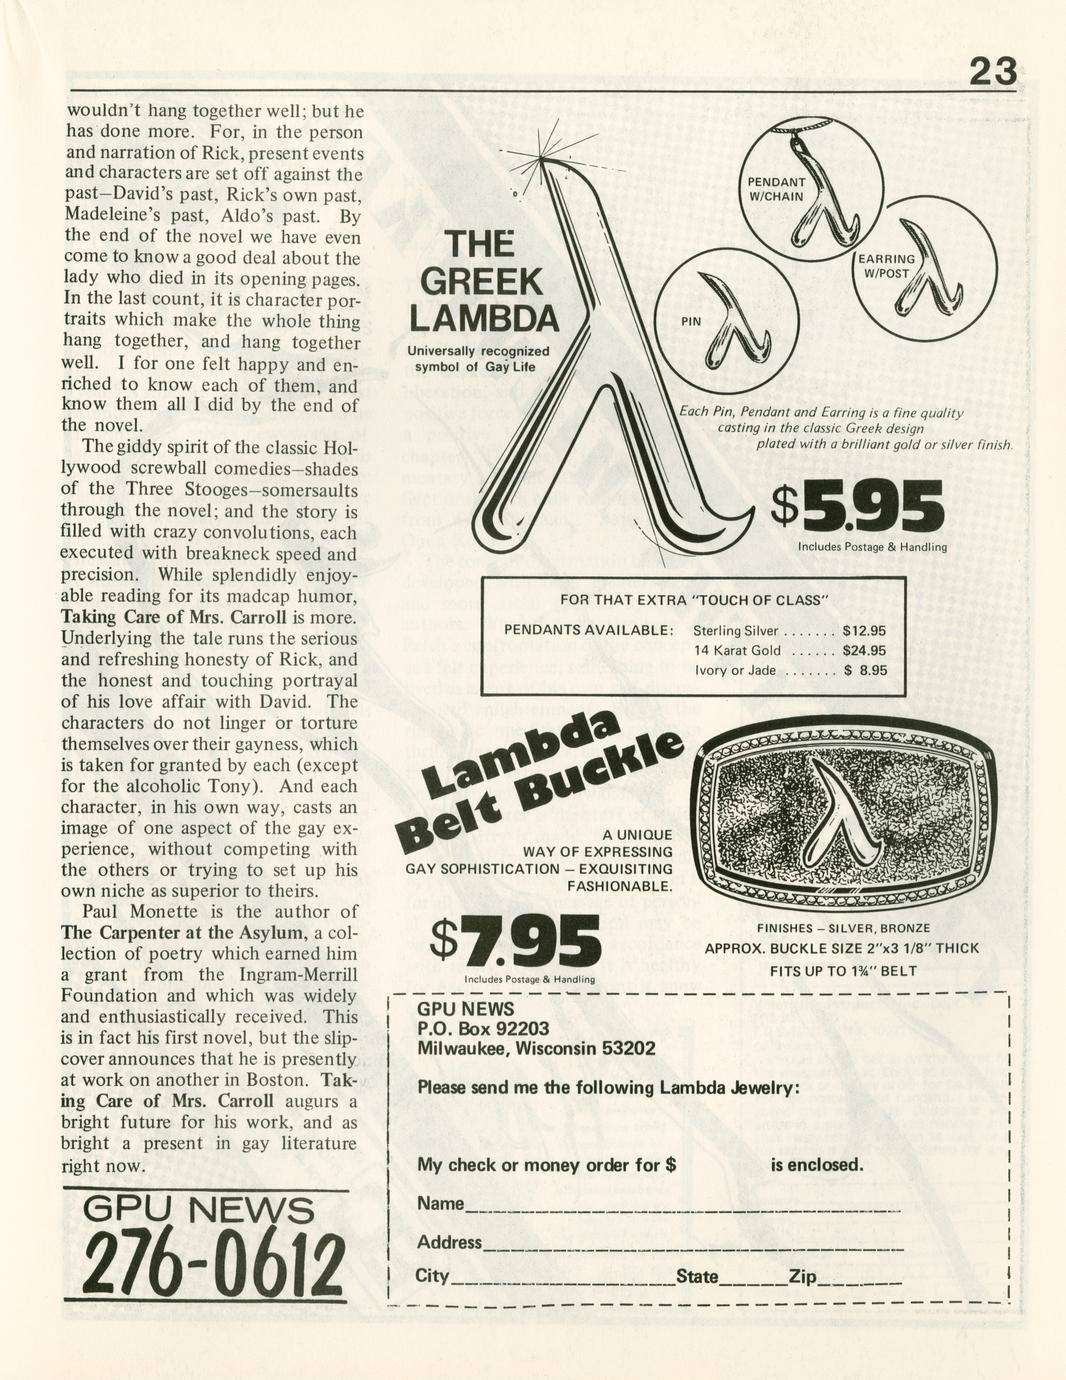 23
wouldn't hang together well; but he
has done more. For, in the person
and narration of Rick, present events
and characters are set off against the
past—David's past, Rick's own past,
Madeleine's past, Aldo's past. By
the end of the novel we have even
come to know a good deal about the
lady who died in its opening pages.
In the last count, it is character por-
traits which make the whole thing
hang together, and hang together
well. I for one felt happy and en-
riched to know each of them, and
know them all I did by the end of
the novel.
The giddy spirit of the classic Hol-
lywood screwball comedies—shades
of the Three Stooges—somersaults
through the novel; and the story is
filled with crazy convolutions, each
executed with breakneck speed and
precision. While splendidly enjoy-
able reading for its madcap humor,
Taking Care of Mrs. Carroll is more.
Underlying the tale runs the serious
and refreshing honesty of Rick, and
the honest and touching portrayal
of his love affair with David. The
characters do not linger or torture
themselves over their gayness, which
is taken for granted by each (except
for the alcoholic Tony). And each
character, in his own way, casts an
image of one aspect of the gay ex-
perience, without competing with
the others or trying to set up his
own niche as superior to theirs.
Paul Monette is the author of
The Carpenter at the Asylum, a col-
lection of poetry which earned him
a grant from the Ingram-Merrill
Foundation and which was widely
and enthusiastically received. This
is in fact his first novel, but the slip-
cover announces that he is presently
at work on another in Boston. Tak-
ing Care of Mrs. Carroll augurs a
bright future for his work, and as
bright a present in gay literature
right now.
GPU NEWS
276-0612
THE
GREEK
LAMBDA
Universally recognized
symbol of Gay Life
PENDANT
W/CHAIN
EARRING
W/POST
PIN
Each Pin, Pendant and Earring is a fine quality
casting in the classic Greek design
plated with a brilliant gold or silver finish.
$5.95
Includes Postage & Handling
FOR THAT EXTRA "TOUCH OF CLASS"
PENDANTS AVAILABLE: Sterling Silver ....... $12.95
14 Karat Gold ...... $24.95
Ivory or Jade ....... $ 8.95
Lambda
Belt Buckle
A UNIQUE
WAY OF EXPRESSING
GAY SOPHISTICATION — EXQUISITING
FASHIONABLE.
$7.95
Includes Postage & Handling
FINISHES — SILVER, BRONZE
APPROX. BUCKLE SIZE 2"x3 1/8" THICK
FITS UP TO 1¾" BELT
GPU NEWS
P.O. Box 92203
Milwaukee, Wisconsin 53202
Please send me the following Lambda Jewelry:
My check or money order for $ is enclosed.
Name
Address
City State Zip